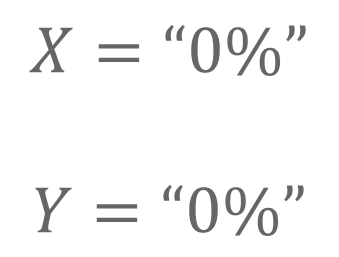 X = “0%”
Y = “0%”